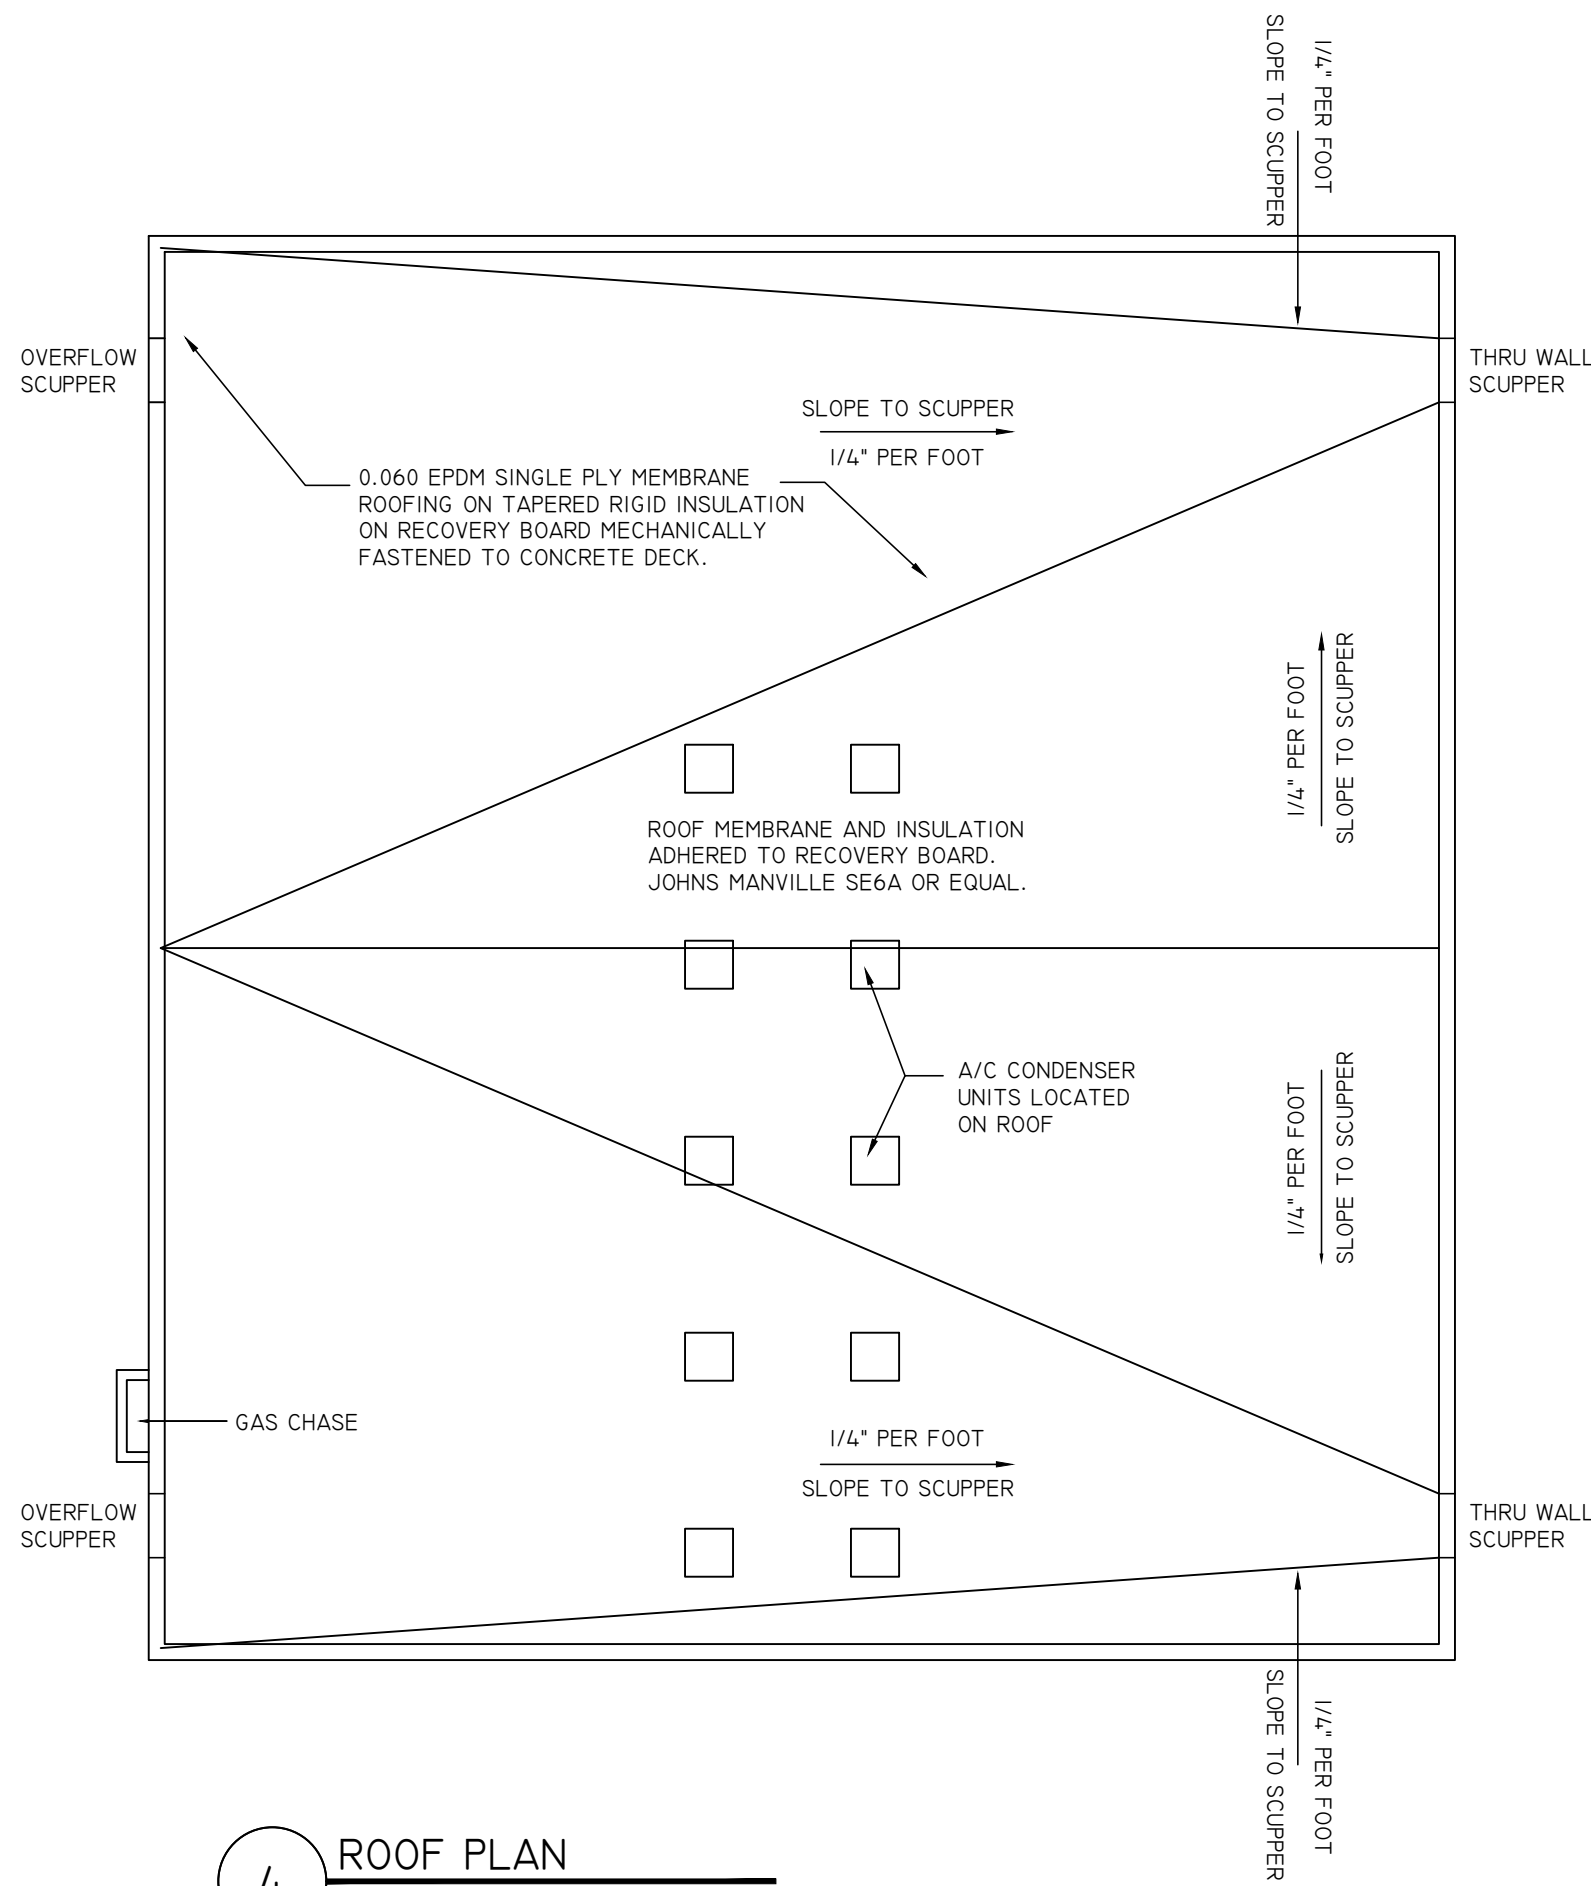 SLOPE TO SCUPPER
1/4" PER FOOT
OVERFLOW
SCUPPER
THRU WALL
SCUPPER
SLOPE TO SCUPPER
1/4" PER FOOT
0.060 EPDM SINGLE PLY MEMBRANE
ROOFING ON TAPERED RIGID INSULATION
ON RECOVERY BOARD MECHANICALLY
FASTENED TO CONCRETE DECK.
1/4" PER FOOT
SLOPE TO SCUPPER
ROOF MEMBRANE AND INSULATION
ADHERED TO RECOVERY BOARD.
JOHNS MANVILLE SE6A OR EQUAL.
A/C CONDENSER
UNITS LOCATED
ON ROOF
1/4" PER FOOT
SLOPE TO SCUPPER
GAS CHASE
1/4" PER FOOT
SLOPE TO SCUPPER
OVERFLOW
SCUPPER
THRU WALL
SCUPPER
SLOPE TO SCUPPER
1/4" PER FOOT
4
ROOF PLAN